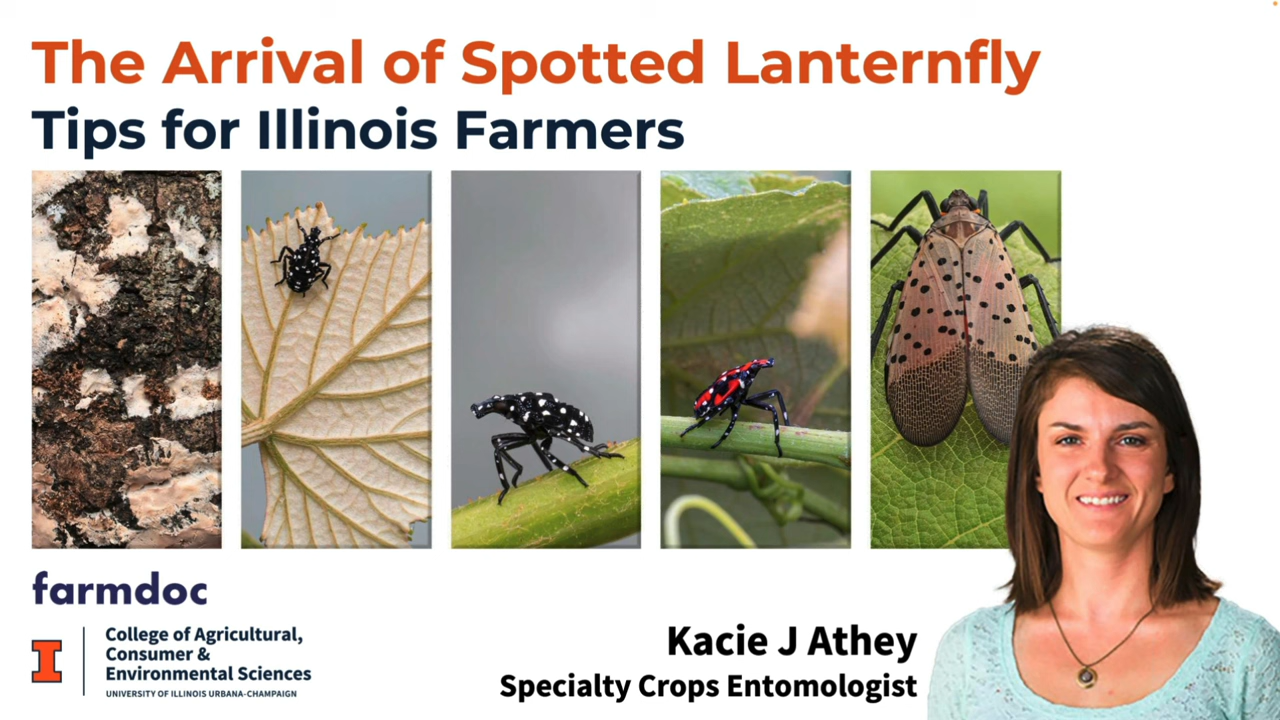 The Arrival of Spotted Lanternfly
Tips for Illinois Farmers
farmdoc
I
College of Agricultural,
Consumer &
Environmental Sciences
UNIVERSITY OF ILLINOIS URBANA-CHAMPAIGN
Kacie J Athey
Specialty Crops Entomologist